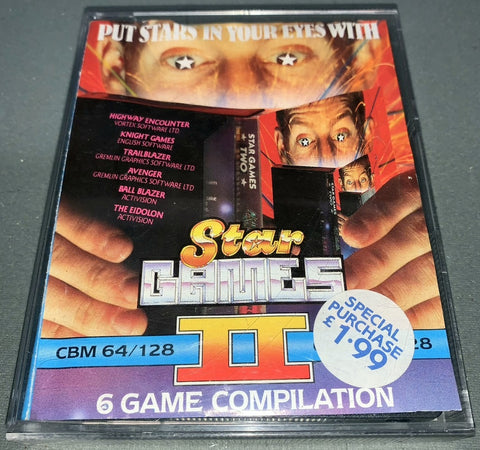 PUT STARS IN YOUR EYES WITH
HIGHWAY ENCOUNTER
VORTEX SOFTWARE LTD
KNIGHT GAMES
ENGLISH SOFTWARE
TRAILBLAZER
GREMLIN GRAPHICS SOFTWARE LTD
AVENGER
GREMLIN GRAPHICS SOFTWARE LTD
BALL BLAZER
ACTIVISION
THE EIDOLON
ACTIVISION
STAR GAMES
TWO
Star
GAMES
II
CBM 64/128
28
SPECIAL
PURCHASE
£1·99
6 GAME COMPILATION